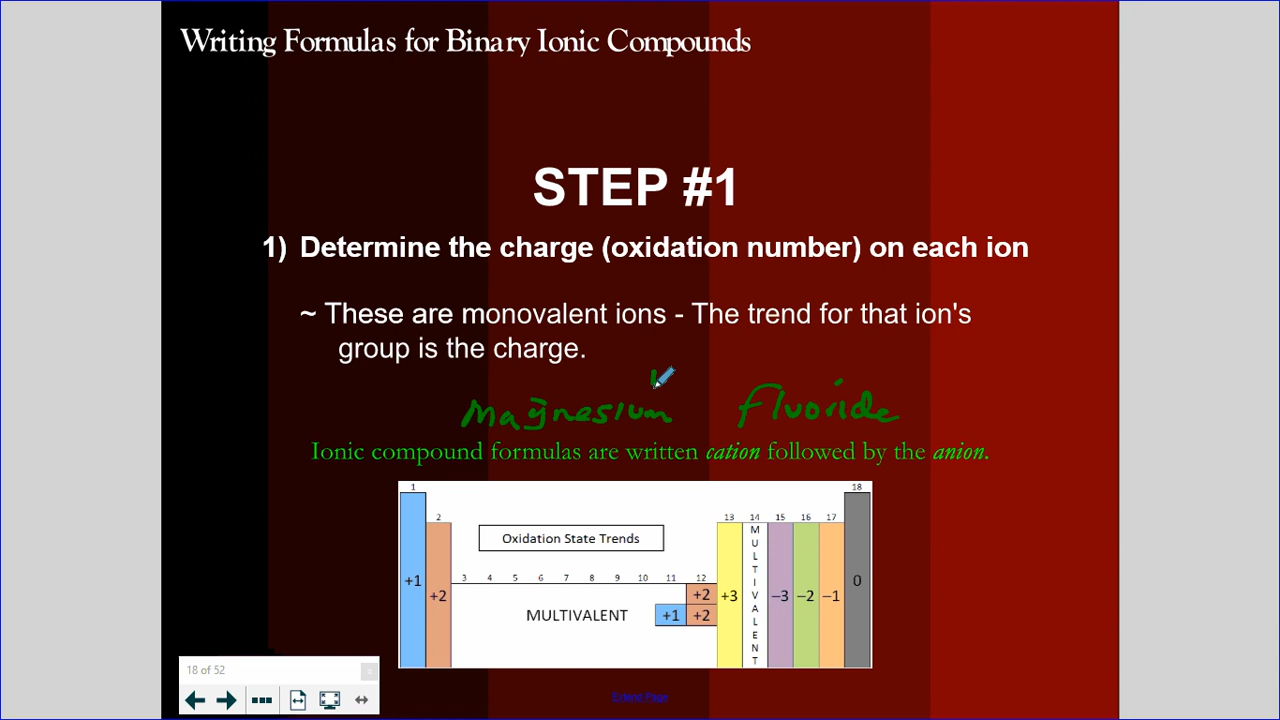 Writing Formulas for Binary Ionic Compounds
STEP #1
1) Determine the charge (oxidation number) on each ion
~ These are monovalent ions - The trend for that ion's
group is the charge.
Magnesium Fluoride
Ionic compound formulas are written cation followed by the anion.
1 18
2 13 14 15 16 17
Oxidation State Trends
3 4 5 6 7 8 9 10 11 12
+1 +2 MULTIVALENT +1 +2 +2 +3 MULTIVALENT −3 −2 −1 0
18 of 52
Extend Page